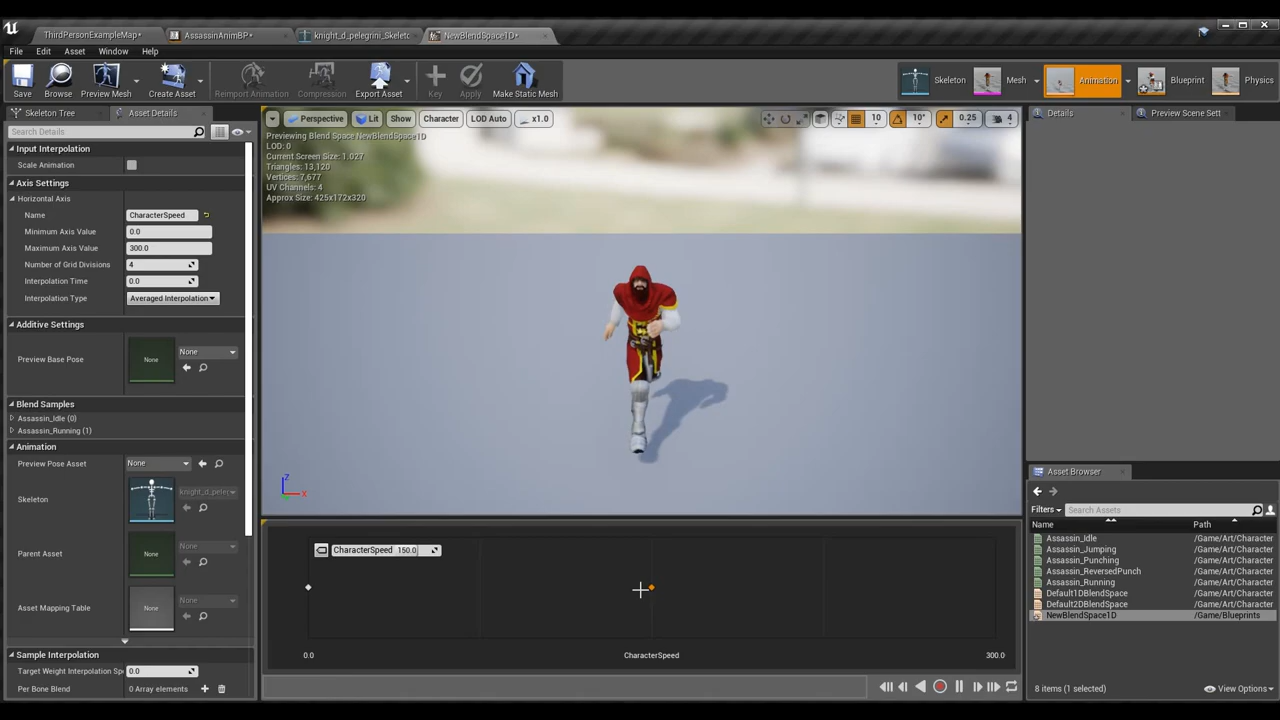 ThirdPersonExampleMap*
AssassinAnimBP*
knight_d_pelegrini_Skeleto
NewBlendSpace1D*
File Edit Asset Window Help
Save
Browse
Preview Mesh
Create Asset
Reimport Animation
Compression
Export Asset
Key
Apply
Make Static Mesh
Skeleton
Mesh
Animation
Blueprint
Physics
Skeleton Tree
Asset Details
Search Details
Input Interpolation
Scale Animation
Axis Settings
Horizontal Axis
Name CharacterSpeed
Minimum Axis Value 0.0
Maximum Axis Value 300.0
Number of Grid Divisions 4
Interpolation Time 0.0
Interpolation Type Averaged Interpolation
Additive Settings
Preview Base Pose None None
Blend Samples
Assassin_Idle (0)
Assassin_Running (1)
Animation
Preview Pose Asset None
Skeleton knight_d_peleg
Parent Asset None None
Asset Mapping Table None None
Sample Interpolation
Target Weight Interpolation Sp 0.0
Per Bone Blend 0 Array elements
Perspective Lit Show Character LOD Auto x1.0
10 10° 0.25 4
Previewing Blend Space NewBlendSpace1D
LOD: 0
Current Screen Size: 1.027
Triangles: 13,120
Vertices: 7,677
UV Channels: 4
Approx Size: 425x172x320
Z
X
CharacterSpeed 150.0
0.0 CharacterSpeed 300.0
Details
Preview Scene Sett
Asset Browser
Filters Search Assets
Name Path
Assassin_Idle /Game/Art/Character
Assassin_Jumping /Game/Art/Character
Assassin_Punching /Game/Art/Character
Assassin_ReversedPunch /Game/Art/Character
Assassin_Running /Game/Art/Character
Default1DBlendSpace /Game/Art/Character
Default2DBlendSpace /Game/Art/Character
NewBlendSpace1D /Game/Blueprints
8 items (1 selected)
View Options